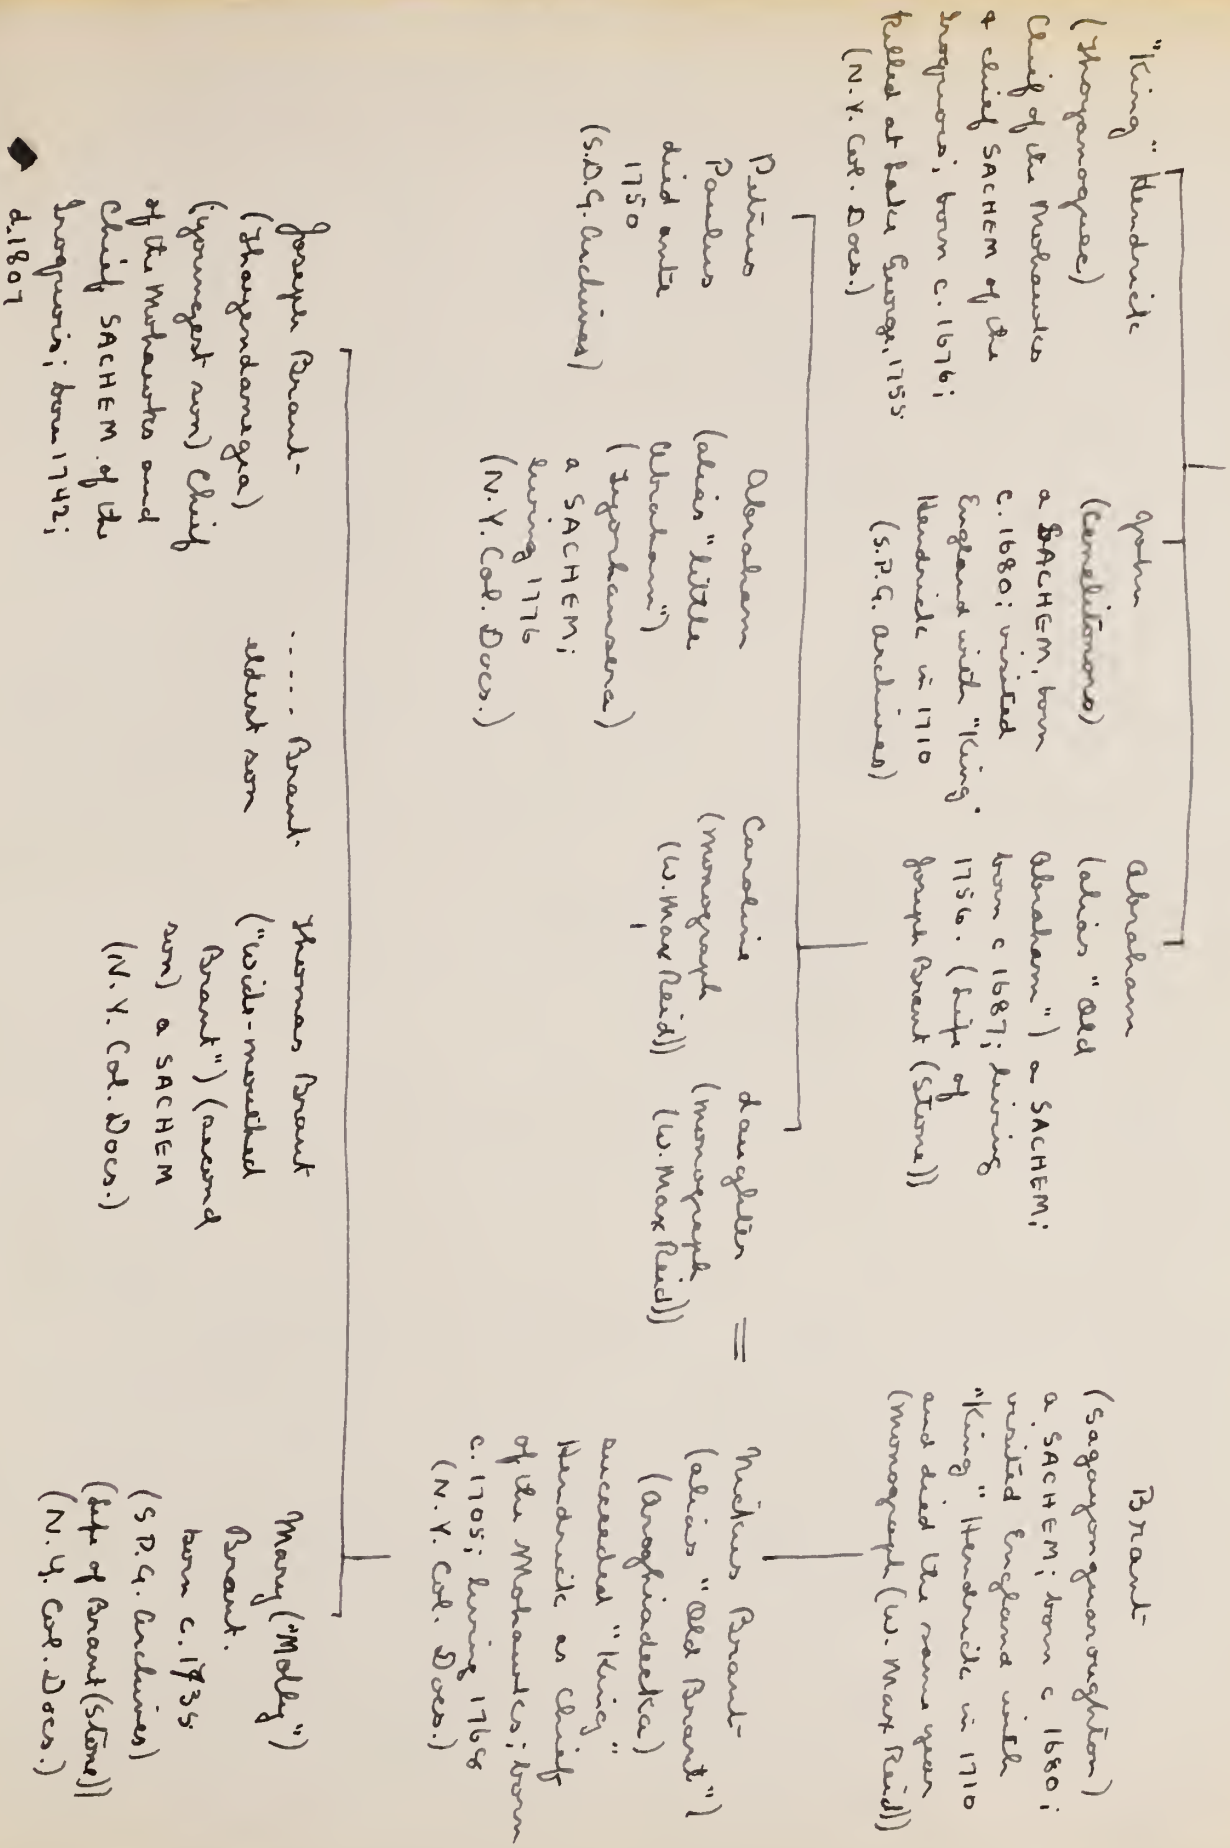 "King" Hendrick
(Thoyanoguec)
Chief of the Mohawks
& chief SACHEM of the
Iroquois; born c. 1676;
killed at Lake George, 1755.
(N.Y. Col. Docs.)
John
a SACHEM, born
c. 1680; visited
England with "King"
Hendrick in 1710
(S.P.G. Archives)
Abraham
(alias "Old
Abraham") a SACHEM;
born c 1687; living
1756. (Life of
Joseph Brant (Stone))
Brant
(Sagayonguaroughton)
a SACHEM; born c 1680;
visited England with
"King" Hendrick in 1710
and died the same year
(Monograph (W. Max Reid))
Petrus
Paulus
died ante
1750
(S.P.G. Archives)
Abraham
(alias "little
Abraham")
(Tyorhansera)
a SACHEM;
living 1776
(N.Y. Col. Docs.)
Caroline
(Monograph
(W. Max Reid))
daughter =
(Monograph
(W. Max Reid))
Nickus Brant
(alias "Old Brant")
(Aroghiadecka)
succeeded "King"
Hendrick as Chief
of the Mohawks; born
c. 1705; living 1768
(N.Y. Col. Docs.)
Joseph Brant
(Thayendanegea)
(youngest son) Chief
of the Mohawks and
Chief SACHEM of the
Iroquois; born 1742;
d. 1807
.... Brant.
eldest son
Thomas Brant
("Wide-mouthed
Brant") (second
son) a SACHEM
(N.Y. Col. Docs.)
Mary ("Molly")
Brant.
born c. 1735.
(S.P.G. Archives)
(Life of Brant (Stone))
(N.Y. Col. Docs.)